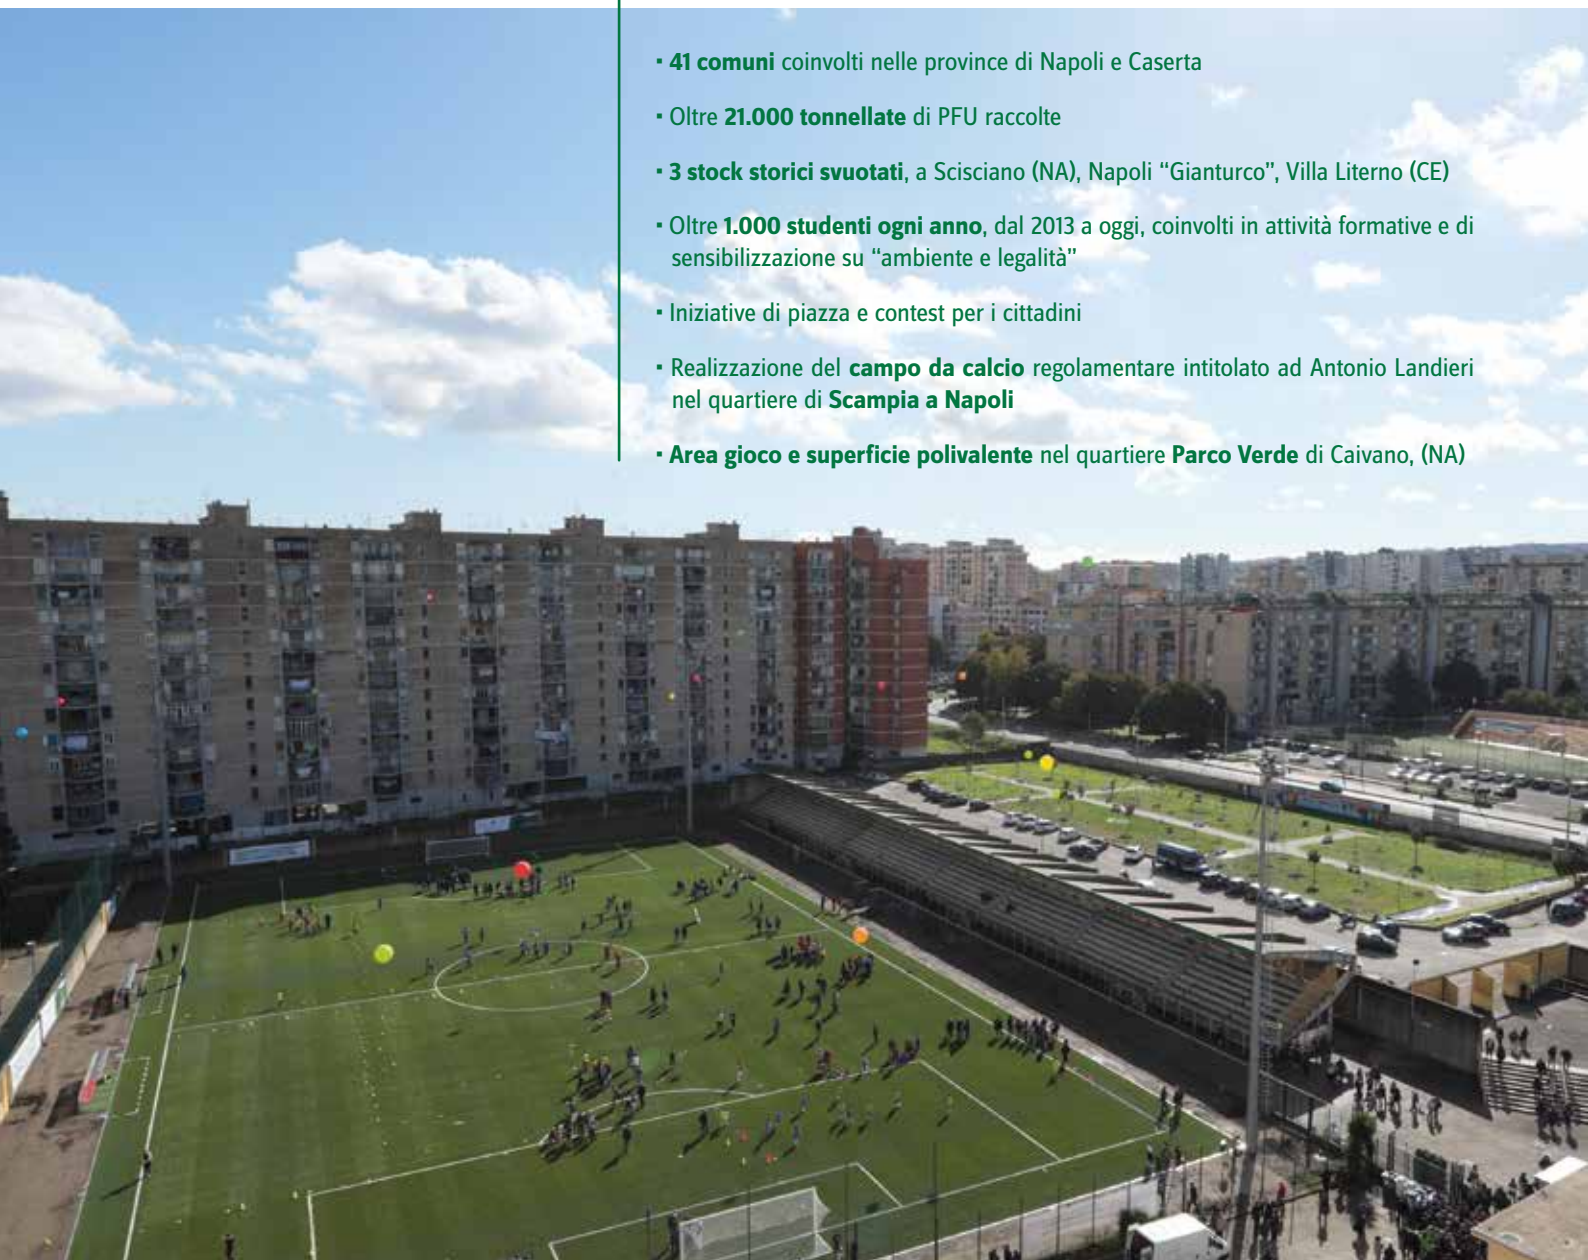 ▪ 41 comuni coinvolti nelle province di Napoli e Caserta
▪ Oltre 21.000 tonnellate di PFU raccolte
▪ 3 stock storici svuotati, a Scisciano (NA), Napoli “Gianturco”, Villa Literno (CE)
▪ Oltre 1.000 studenti ogni anno, dal 2013 a oggi, coinvolti in attività formative e di
sensibilizzazione su “ambiente e legalità”
▪ Iniziative di piazza e contest per i cittadini
▪ Realizzazione del campo da calcio regolamentare intitolato ad Antonio Landieri
nel quartiere di Scampia a Napoli
▪ Area gioco e superficie polivalente nel quartiere Parco Verde di Caivano, (NA)